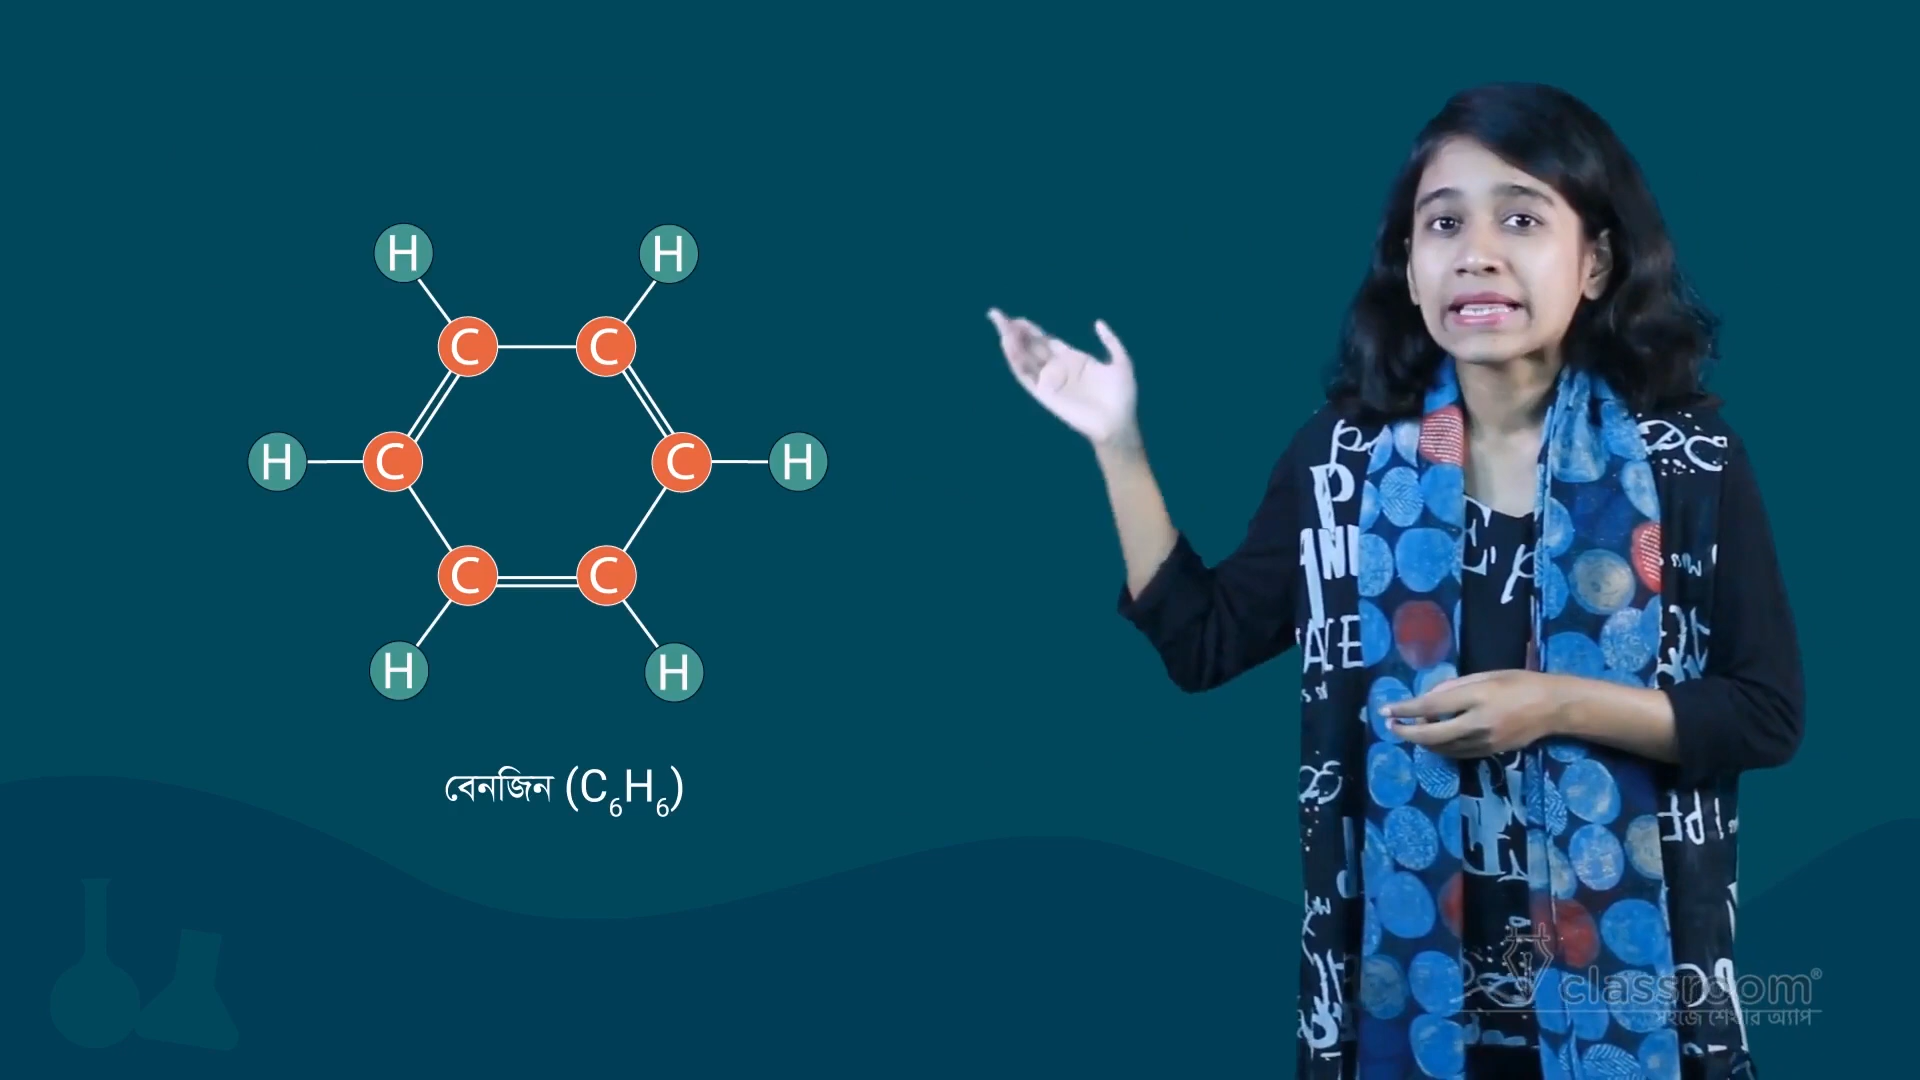 H H
C C
H C C H
C C
H H
বেনজিন (C₆H₆)
classroom®
সহজে শেখার অ্যাপ